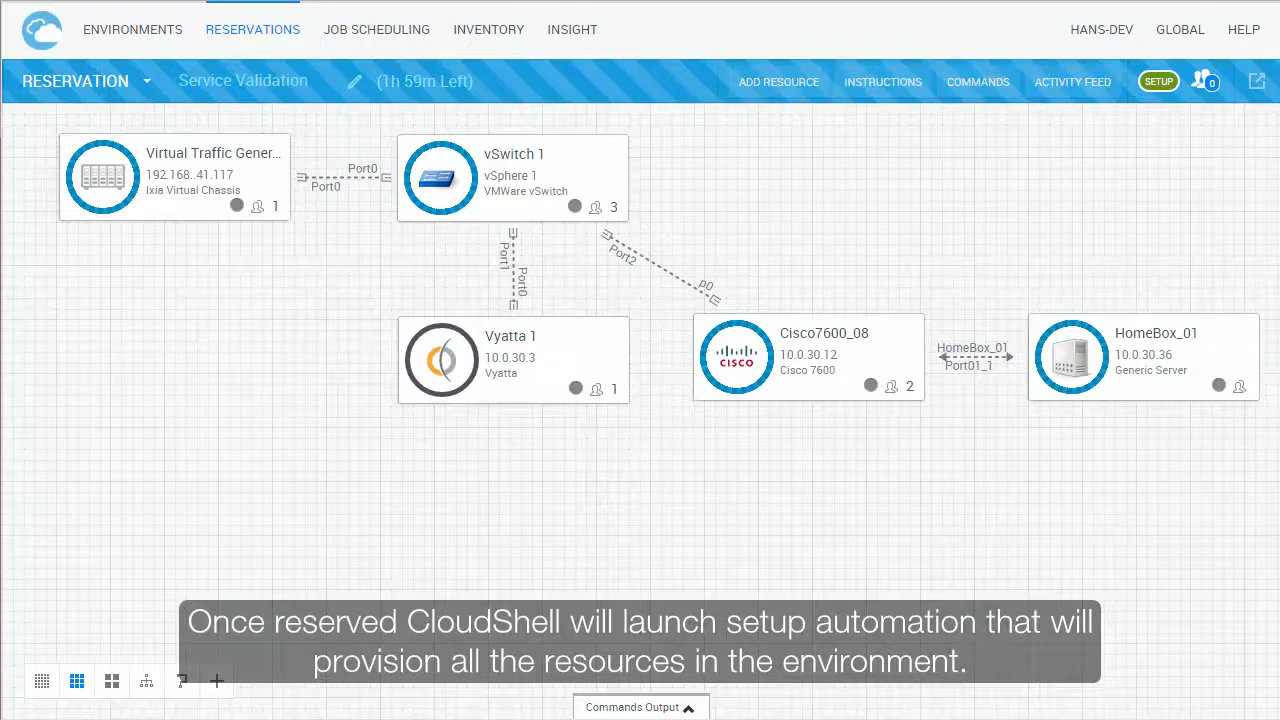 ENVIRONMENTS RESERVATIONS JOB SCHEDULING INVENTORY INSIGHT HANS-DEV GLOBAL HELP
RESERVATION Service Validation (1h 59m Left) ADD RESOURCE INSTRUCTIONS COMMANDS ACTIVITY FEED SETUP 0
Virtual Traffic Gener...
192.168..41.117
Ixia Virtual Chassis
1
Port0
Port0
vSwitch 1
vSphere 1
VMWare vSwitch
3
Port1
Port0
Port2
p0
Vyatta 1
10.0.30.3
Vyatta
1
CISCO
Cisco7600_08
10.0.30.12
Cisco 7600
2
HomeBox_01
Port01_1
HomeBox_01
10.0.30.36
Generic Server
Once reserved CloudShell will launch setup automation that will
provision all the resources in the environment.
Commands Output